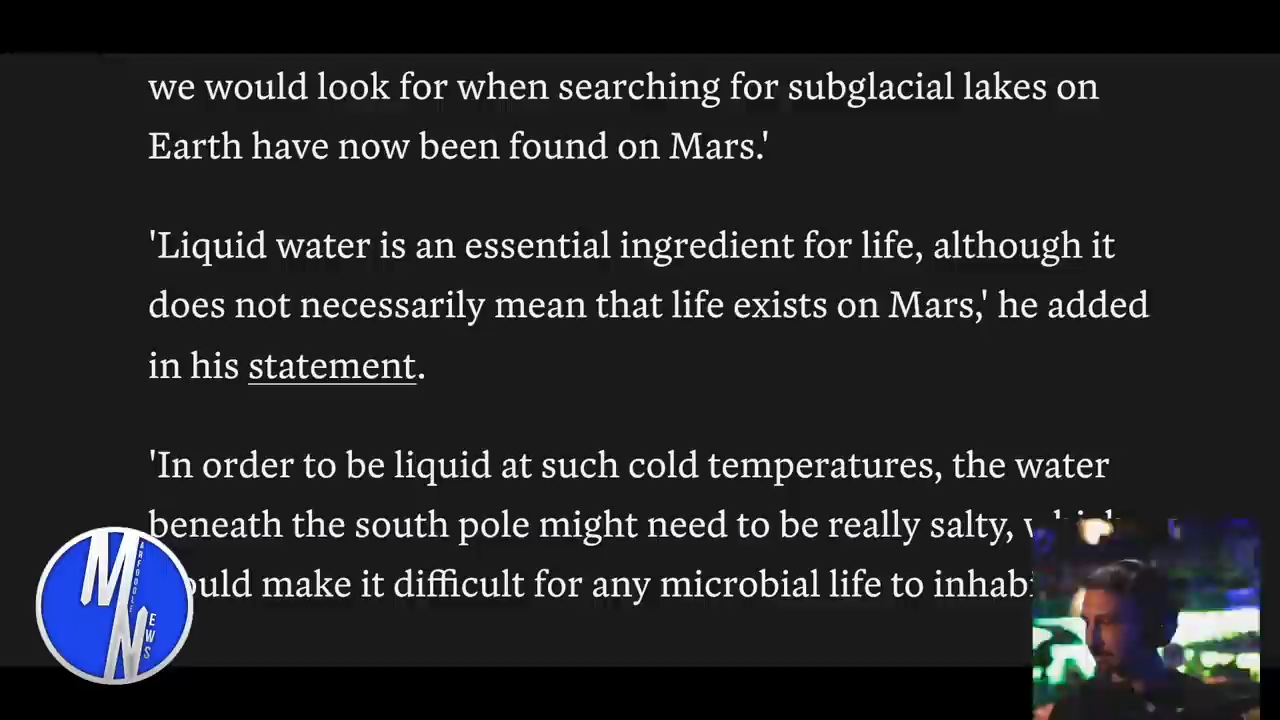 we would look for when searching for subglacial lakes on
Earth have now been found on Mars.'
'Liquid water is an essential ingredient for life, although it
does not necessarily mean that life exists on Mars,' he added
in his statement.
'In order to be liquid at such cold temperatures, the water
beneath the south pole might need to be really salty,
make it difficult for any microbial life to
MN
EWS